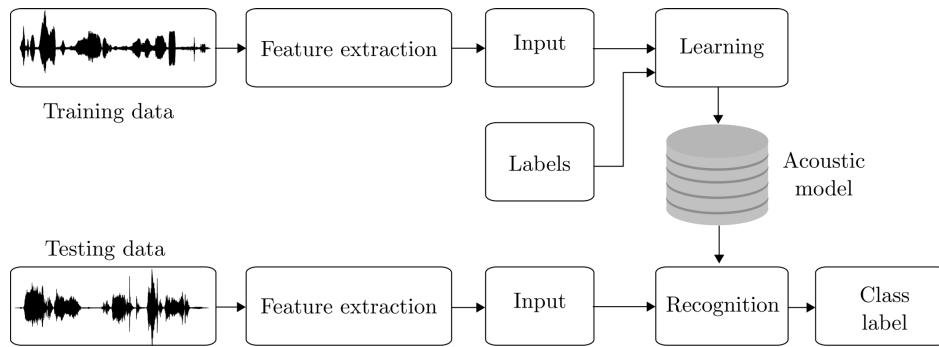 Feature extraction
Input
Learning
Training data
Labels
Acoustic
model
Testing data
Feature extraction
Input
Recognition
Class
label